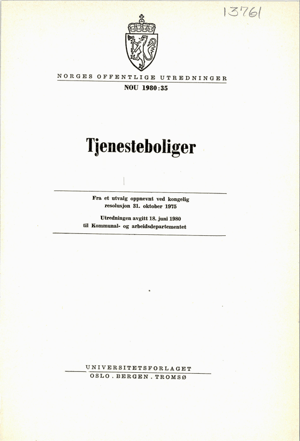 13761
NORGES OFFENTLIGE UTREDNINGER
NOU 1980:35
Tjenesteboliger
Fra et utvalg oppnevnt ved kongelig
resolusjon 31. oktober 1975
Utredningen avgitt 18. juni 1980
til Kommunal- og arbeidsdepartementet
UNIVERSITETSFORLAGET
OSLO . BERGEN . TROMSØ